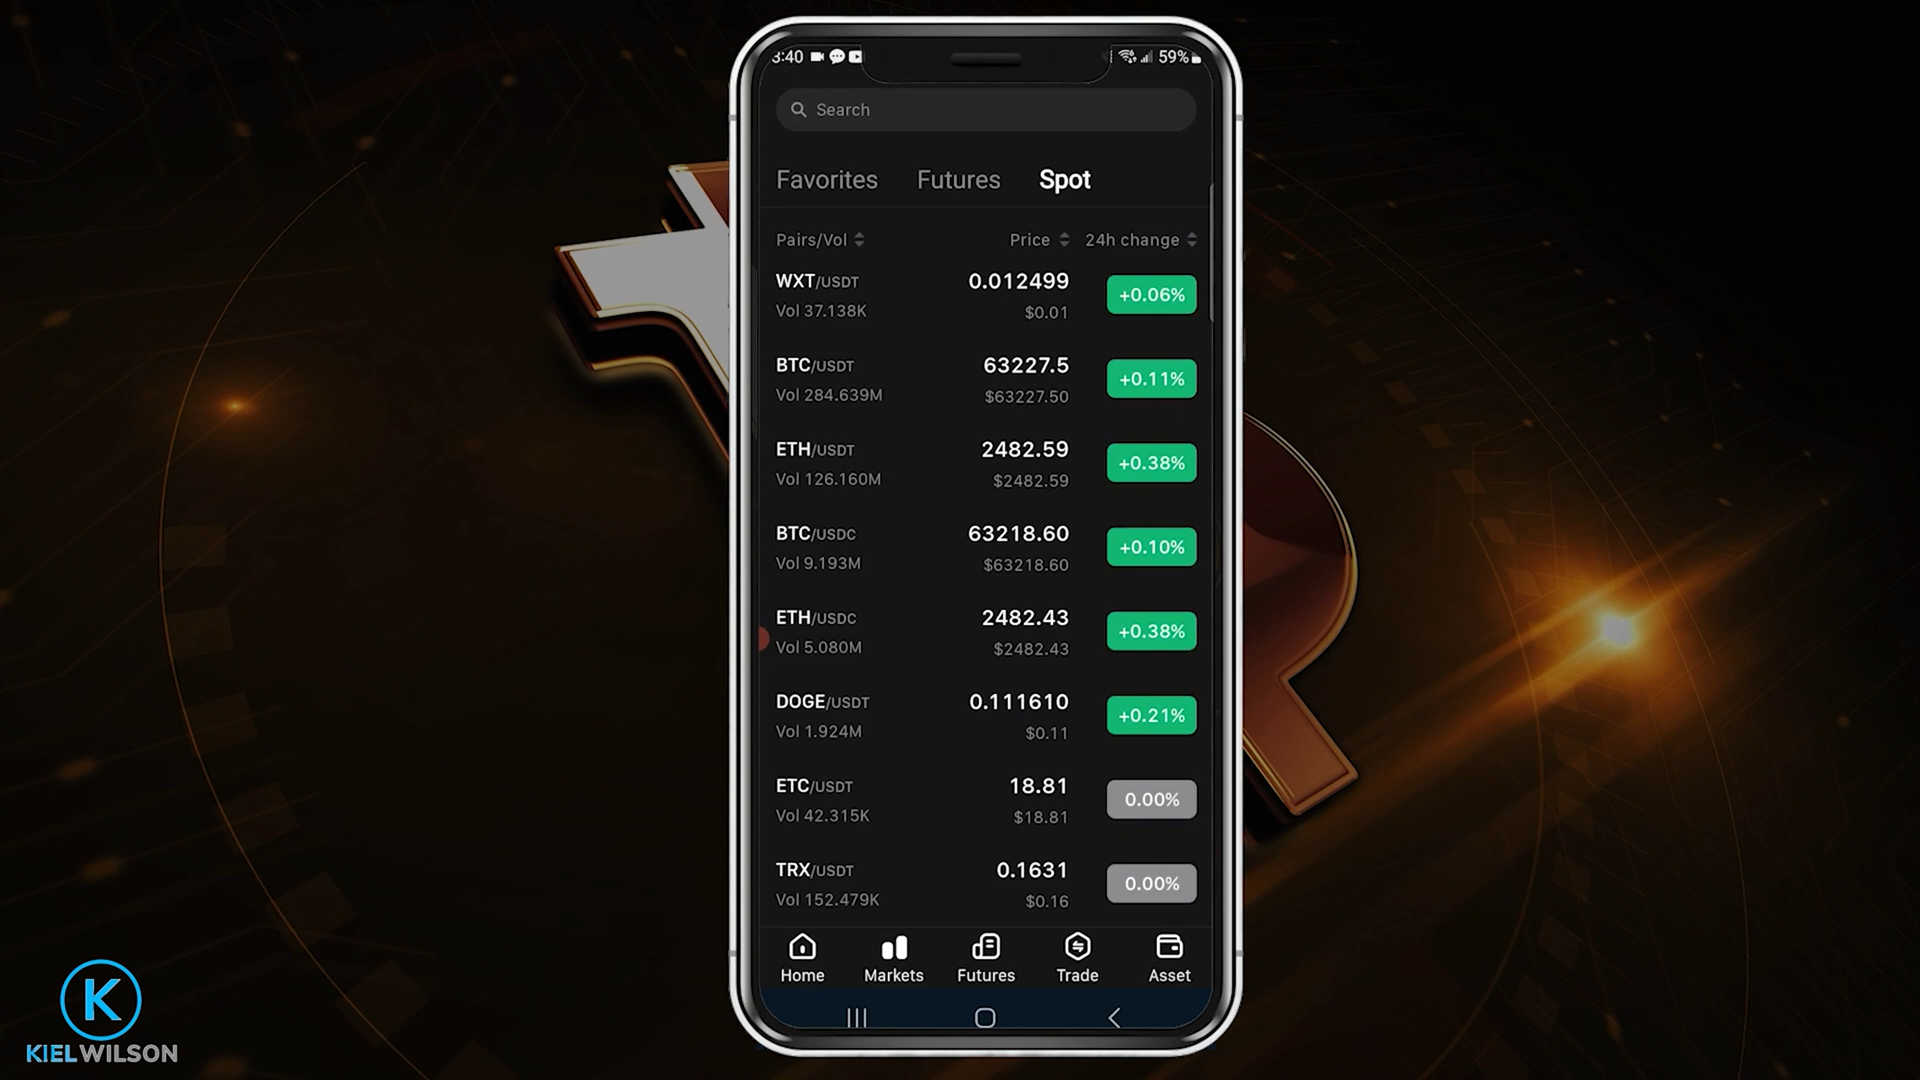 3:40 59%
Search
Favorites Futures Spot
Pairs/Vol Price 24h change
WXT/USDT 0.012499 +0.06%
Vol 37.138K $0.01
BTC/USDT 63227.5 +0.11%
Vol 284.639M $63227.50
ETH/USDT 2482.59 +0.38%
Vol 126.160M $2482.59
BTC/USDC 63218.60 +0.10%
Vol 9.193M $63218.60
ETH/USDC 2482.43 +0.38%
Vol 5.080M $2482.43
DOGE/USDT 0.111610 +0.21%
Vol 1.924M $0.11
ETC/USDT 18.81 0.00%
Vol 42.315K $18.81
TRX/USDT 0.1631 0.00%
Vol 152.479K $0.16
Home Markets Futures Trade Asset
K
KIELWILSON